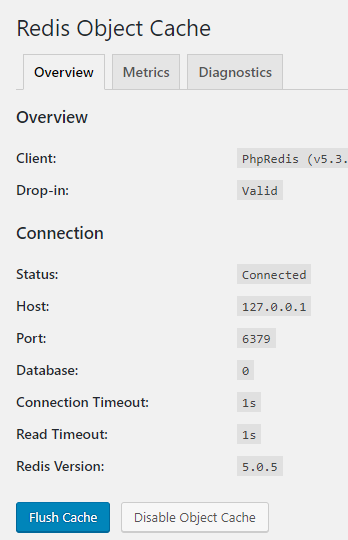 Redis Object Cache
Overview Metrics Diagnostics
Overview
Client: PhpRedis (v5.3.
Drop-in: Valid
Connection
Status: Connected
Host: 127.0.0.1
Port: 6379
Database: 0
Connection Timeout: 1s
Read Timeout: 1s
Redis Version: 5.0.5
Flush Cache Disable Object Cache